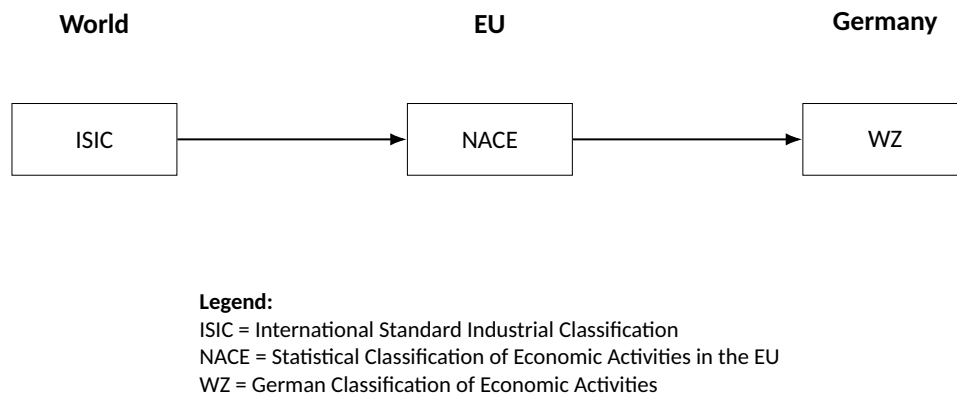 World
EU
Germany
ISIC
NACE
WZ
Legend:
ISIC = International Standard Industrial Classification
NACE = Statistical Classification of Economic Activities in the EU
WZ = German Classification of Economic Activities